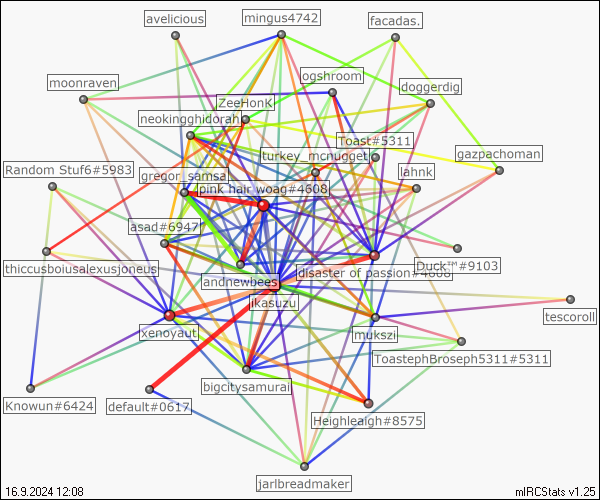 avelicious
mingus4742
facadas.
moonraven
ogshroom
doggerdig
ZeeHonK
neokingghidorah
Toast#5311
turkey_mcnugget
gazpachoman
Random Stuf6#5983
gregor_samsa
lahnk
pink hair woag#4608
asad#6947
thiccusboiusalexusjoneus
andnewbees
disaster of passion#4068
Duck™#9103
jkasuzu
tescoroll
xenoyaut
mukszi
ToastephBroseph5311#5311
bigcitysamurai
Knowun#6424
default#0617
Heighleaigh#8575
jarlbreadmaker
16.9.2024 12:08
mIRCStats v1.25